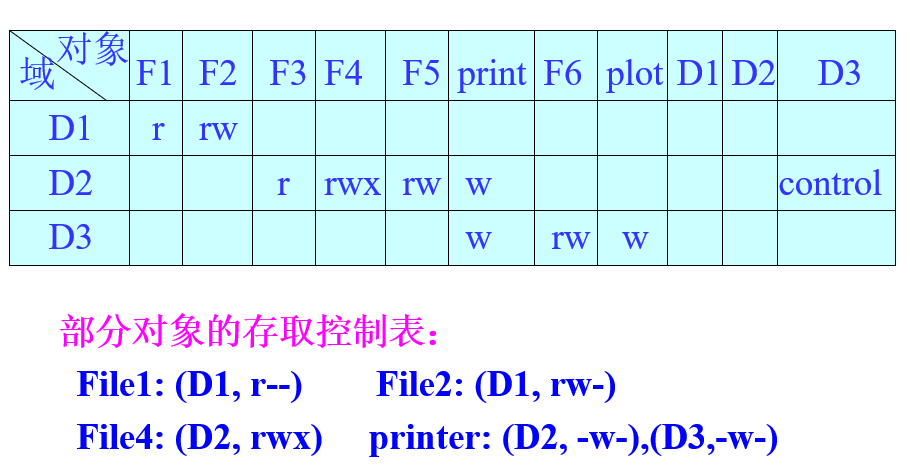 对象
域 F1 F2 F3 F4 F5 print F6 plot D1 D2 D3
D1 r rw
D2 r rwx rw w control
D3 w rw w
部分对象的存取控制表：
File1: (D1, r--) File2: (D1, rw-)
File4: (D2, rwx) printer: (D2, -w-),(D3,-w-)